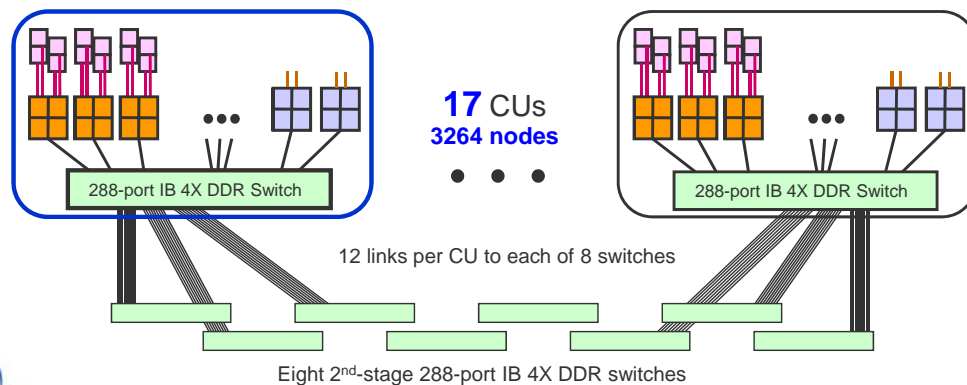 17 CUs
3264 nodes
288-port IB 4X DDR Switch
288-port IB 4X DDR Switch
12 links per CU to each of 8 switches
Eight 2nd-stage 288-port IB 4X DDR switches